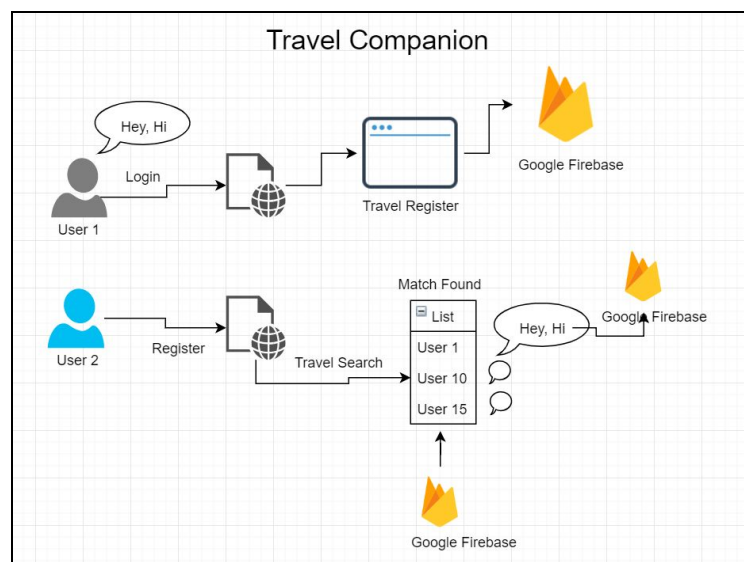 Travel Companion
Hey, Hi
Login
User 1
Travel Register
Google Firebase
User 2
Register
Travel Search
Match Found
List
User 1
User 10
User 15
Hey, Hi
Google Firebase
Google Firebase